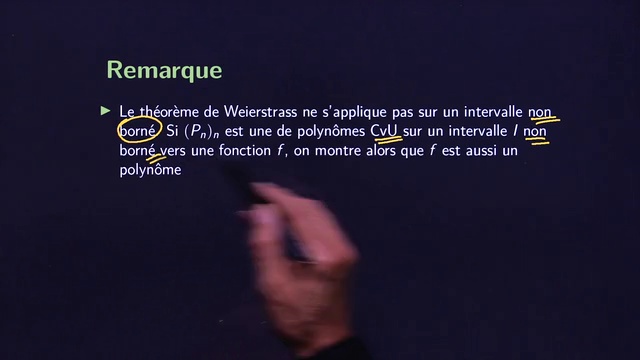 Remarque
Le théorème de Weierstrass ne s'applique pas sur un intervalle non
borné. Si (Pn)n est une de polynômes CvU sur un intervalle I non
borné vers une fonction f, on montre alors que f est aussi un
polynôme